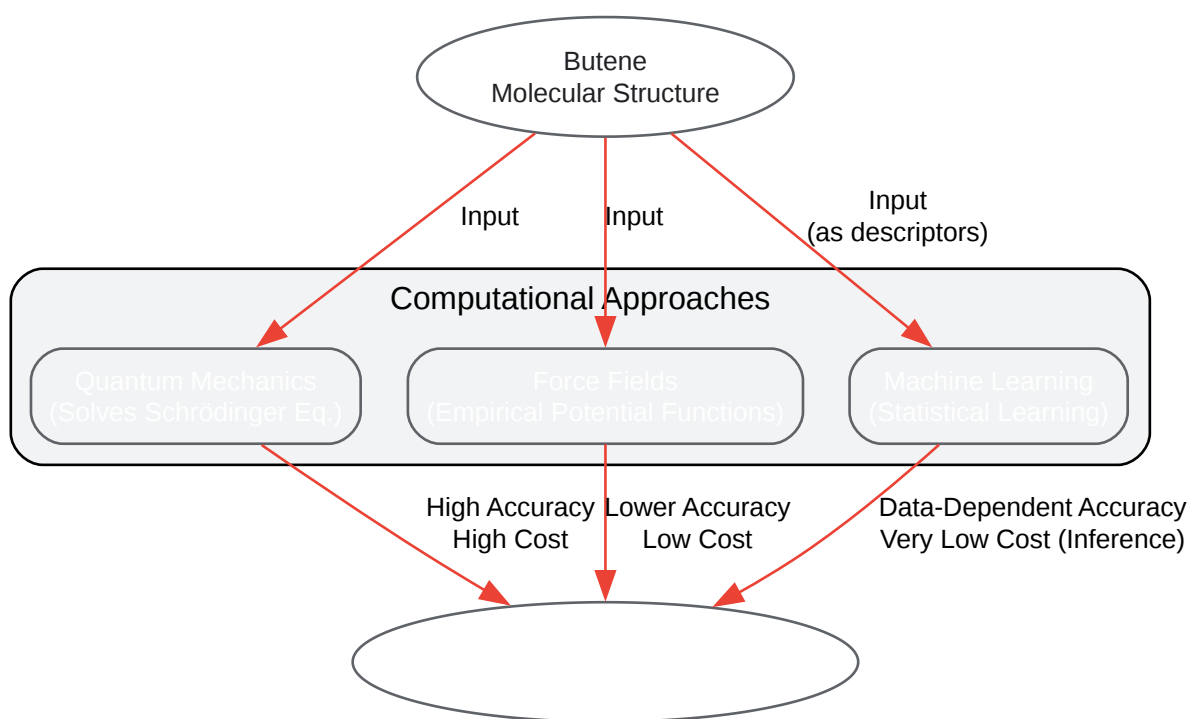 Butene
Molecular Structure
Input
Input
Input
(as descriptors)
Computational Approaches
Quantum Mechanics
(Solves Schrödinger Eq.)
Force Fields
(Empirical Potential Functions)
Machine Learning
(Statistical Learning)
High Accuracy
High Cost
Lower Accuracy
Low Cost
Data-Dependent Accuracy
Very Low Cost (Inference)